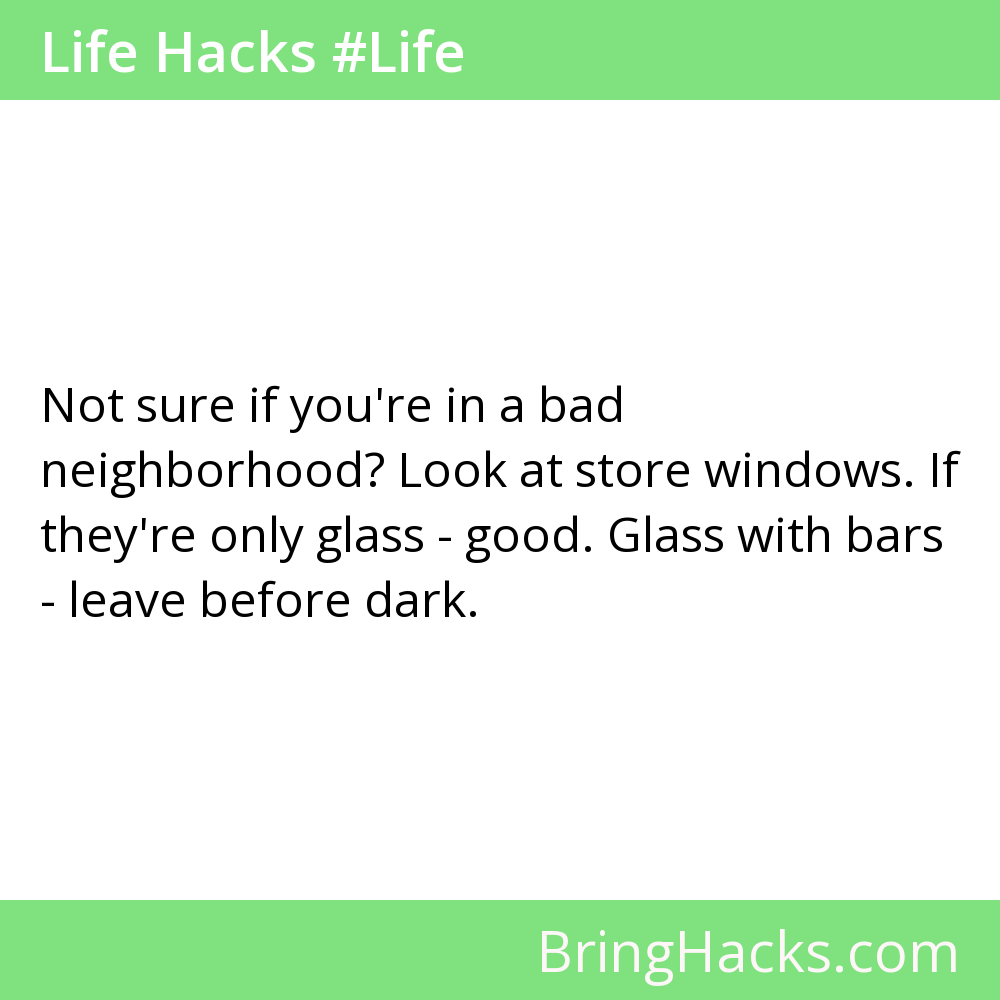 Life Hacks #Life
Not sure if you're in a bad
neighborhood? Look at store windows. If
they're only glass - good. Glass with bars
- leave before dark.
BringHacks.com